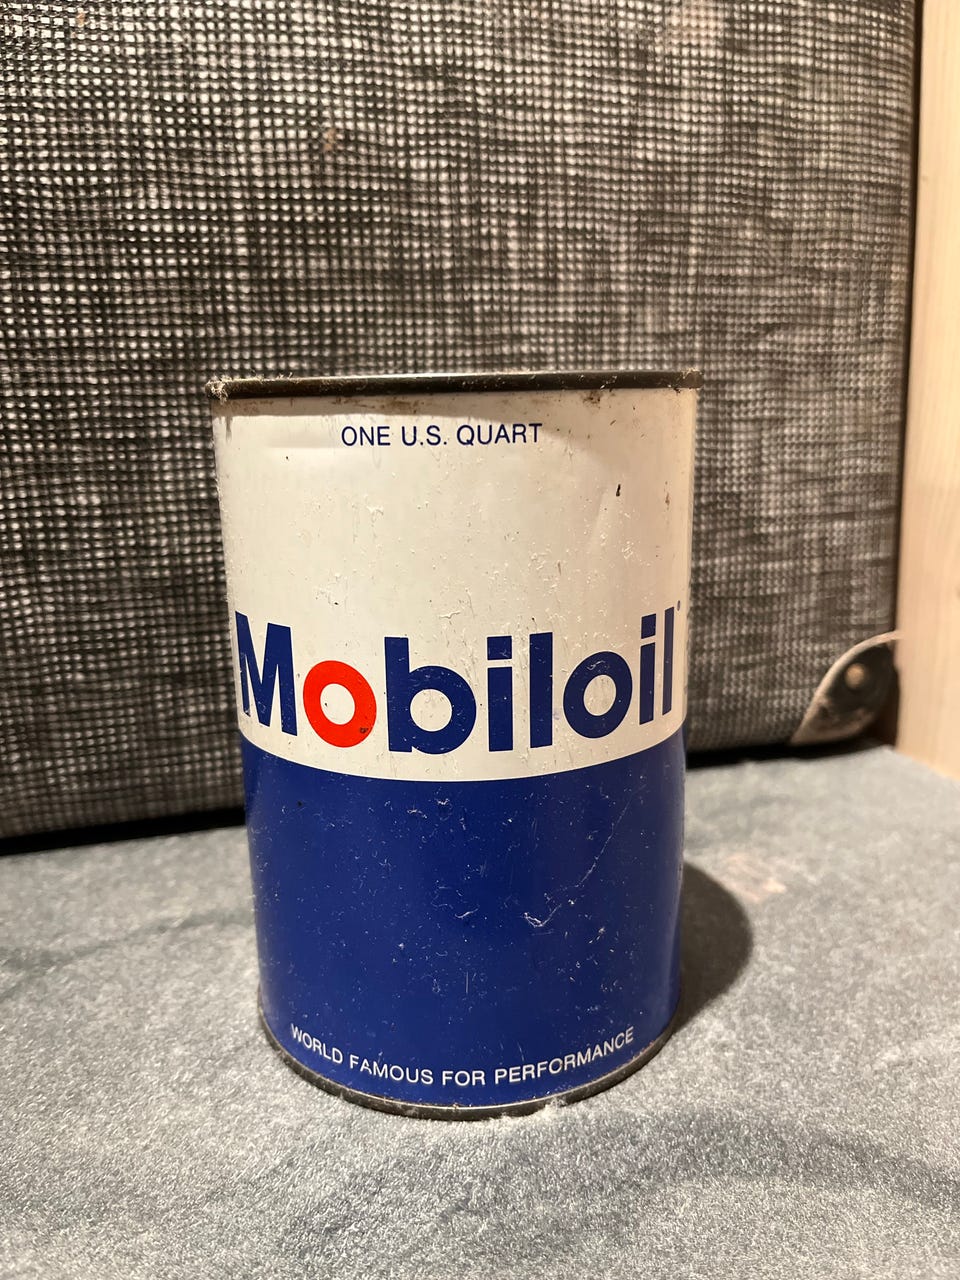 ONE U.S. QUART
Mobiloil
WORLD FAMOUS FOR PERFORMANCE